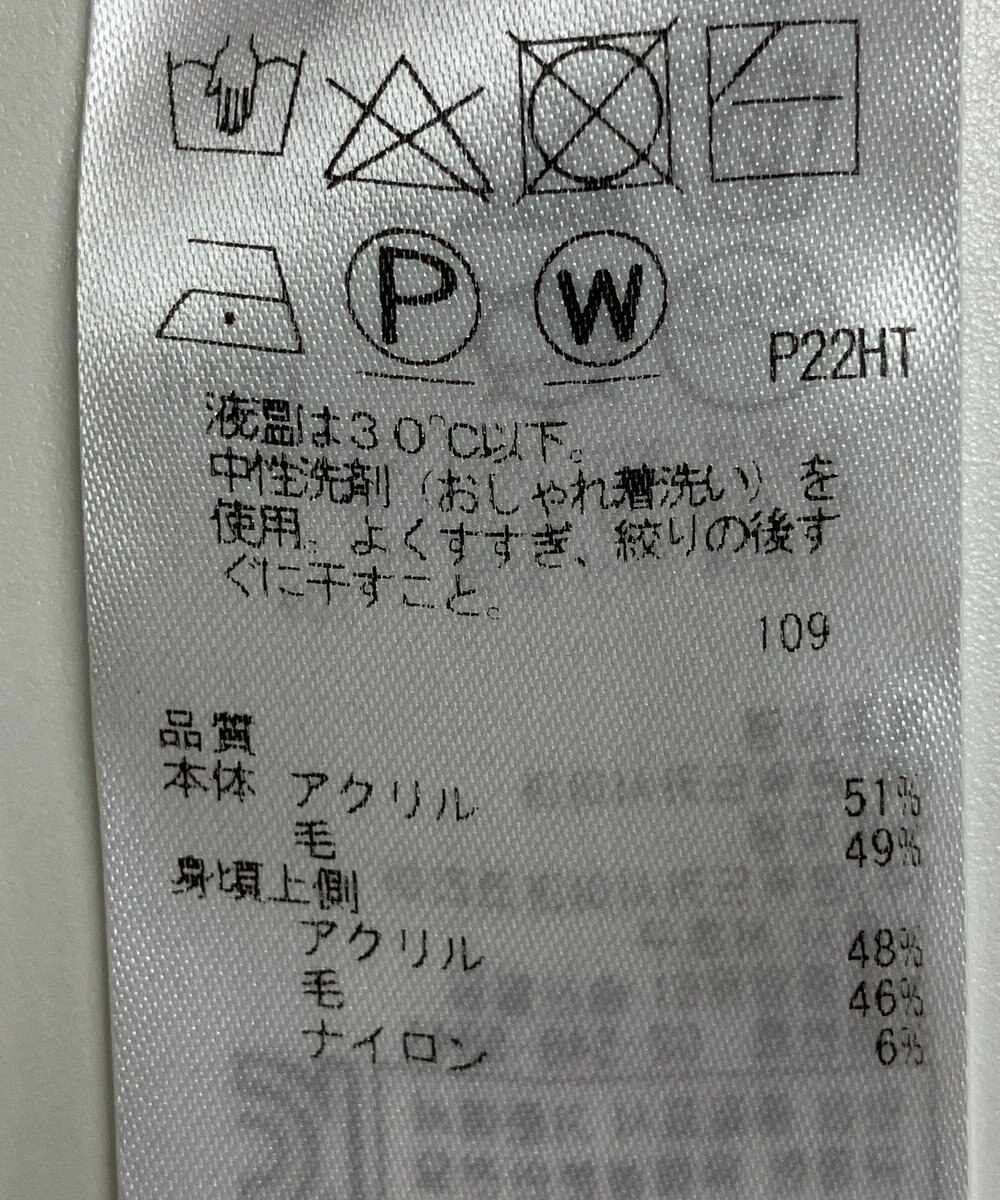 P W
P22HT
液温は30℃以下。
中性洗剤（おしゃれ着洗い）を
使用。よくすすぎ、絞りの後す
ぐに干すこと。
109
品質
本体 アクリル 51%
毛 49%
身頃上側
アクリル 48%
毛 46%
ナイロン 6%